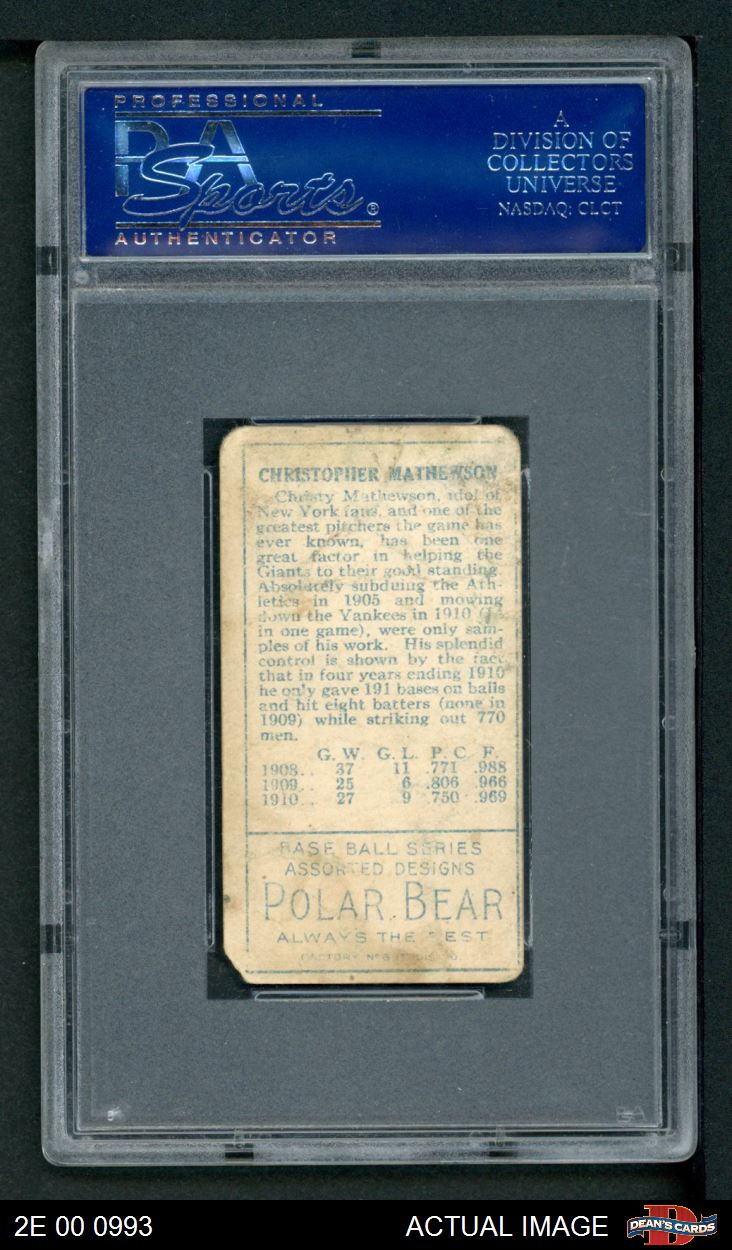 PROFESSIONAL
PSA
Sports®
AUTHENTICATOR
A
DIVISION OF
COLLECTORS
UNIVERSE
NASDAQ: CLCT
CHRISTOPHER MATHEWSON
Christy Mathewson, idol of
New York fans, and one of the
greatest pitchers the game has
ever known, has been one
great factor in helping the
Giants to their good standing.
Absolutely subduing the Ath-
letics in 1905 and mowing
down the Yankees in 1910
in one game), were only sam-
ples of his work. His splendid
control is shown by the fact
that in four years ending 1910
he only gave 191 bases on balls
and hit eight batters (none in
1909) while striking out 770
men.
G. W. G. L. P. C. F.
1908.. 37 11 .771 .988
1909.. 25 6 .806 .966
1910.. 27 9 .750 .969
BASE BALL SERIES
ASSORTED DESIGNS
POLAR BEAR
ALWAYS THE BEST
FACTORY Nº 6
2E 00 0993
ACTUAL IMAGE
DEAN'S CARDS